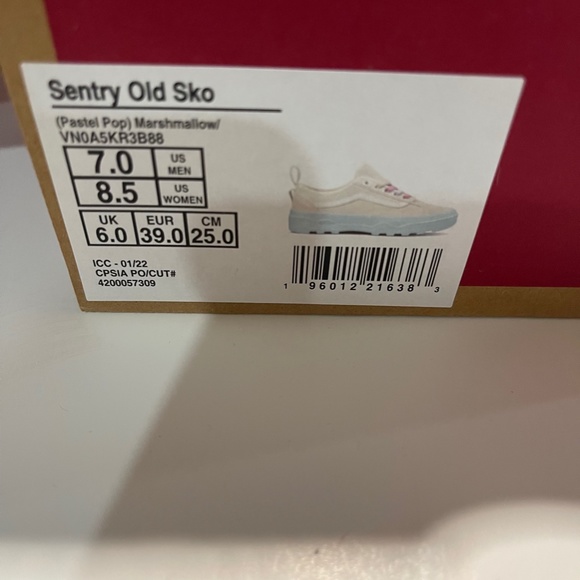 Sentry Old Sko
(Pastel Pop) Marshmallow/
VN0A5KR3B88
7.0 US MEN
8.5 US WOMEN
UK EUR CM
6.0 39.0 25.0
ICC - 01/22
CPSIA PO/CUT#
4200057309
1 96012 21638 3